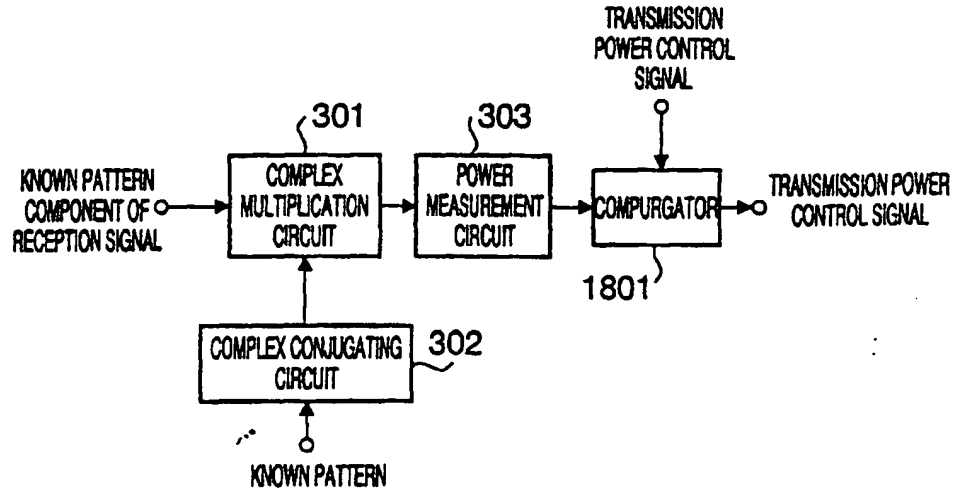 TRANSMISSION
POWER CONTROL
SIGNAL
301
303
KNOWN PATTERN
COMPONENT OF
RECEPTION SIGNAL
COMPLEX
MULTIPLICATION
CIRCUIT
POWER
MEASUREMENT
CIRCUIT
COMPURGATOR
TRANSMISSION POWER
CONTROL SIGNAL
1801
COMPLEX CONJUGATING
CIRCUIT
302
KNOWN PATTERN